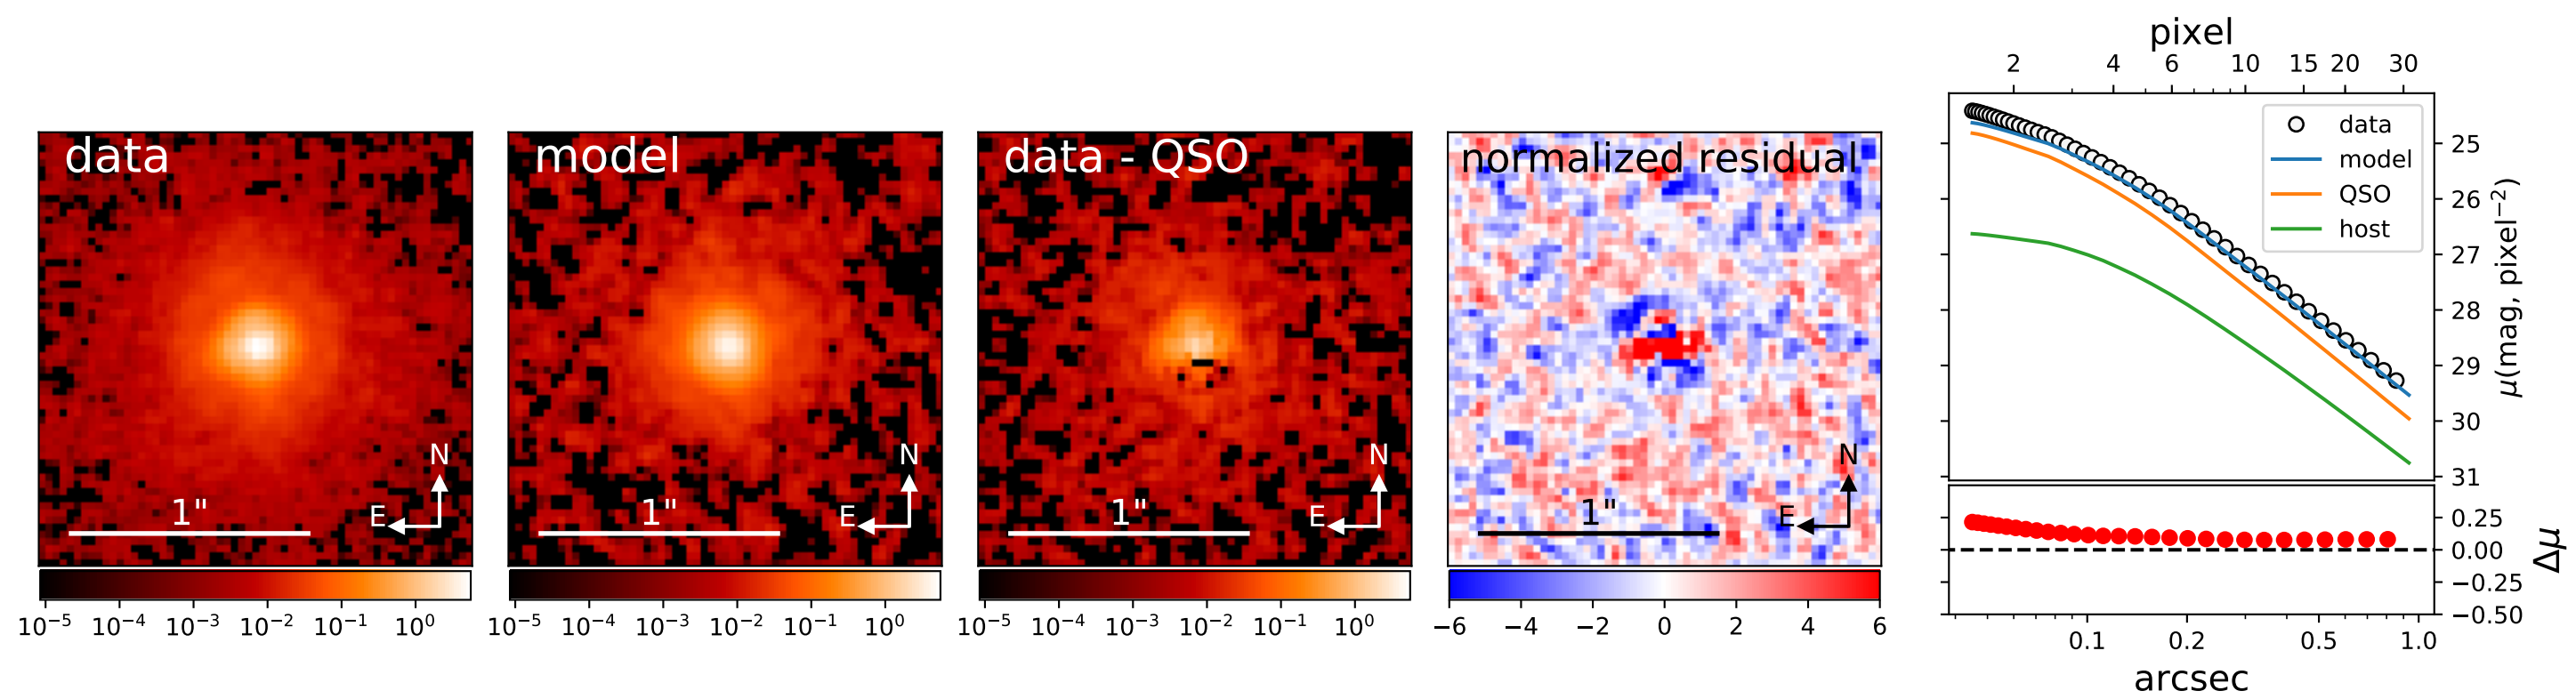 data
N
E
1"
10⁻⁵ 10⁻⁴ 10⁻³ 10⁻² 10⁻¹ 10⁰
model
N
E
1"
10⁻⁵ 10⁻⁴ 10⁻³ 10⁻² 10⁻¹ 10⁰
data - QSO
N
E
1"
10⁻⁵ 10⁻⁴ 10⁻³ 10⁻² 10⁻¹ 10⁰
normalized residual
N
E
1"
−6 −4 −2 0 2 4 6
pixel
2 4 6 10 15 20 30
data
model
QSO
host
25
26
27
28
29
30
31
μ(mag, pixel⁻²)
0.25
0.00
−0.25
−0.50
Δμ
0.1 0.2 0.5 1.0
arcsec